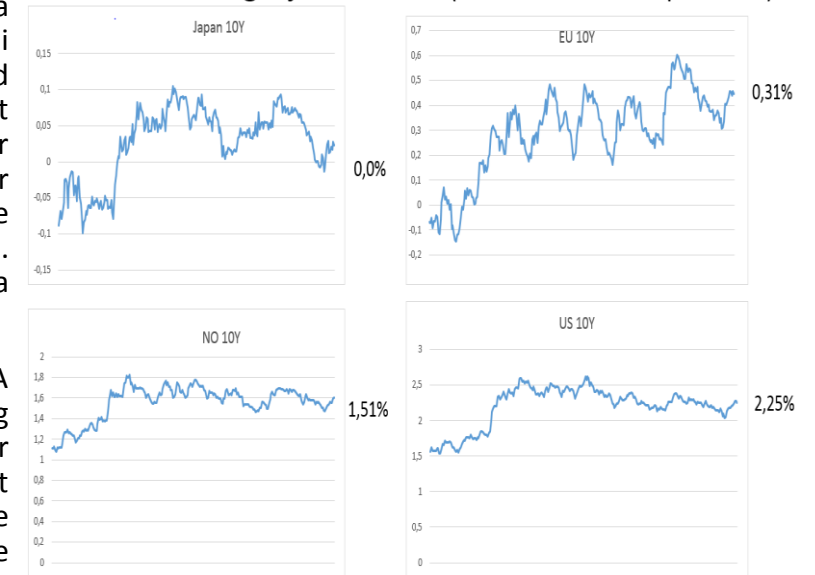 a
i
d
t
r
r
e
.
a
A
g
r
t
e
e
Japan 10Y
0,15
0,1
0,05
0
-0,05
-0,1
-0,15
0,0%
EU 10Y
0,7
0,6
0,5
0,4
0,3
0,2
0,1
0
-0,1
-0,2
0,31%
NO 10Y
2
1,8
1,6
1,4
1,2
1
0,8
0,6
0,4
0,2
0
1,51%
US 10Y
3
2,5
2
1,5
1
0,5
0
2,25%